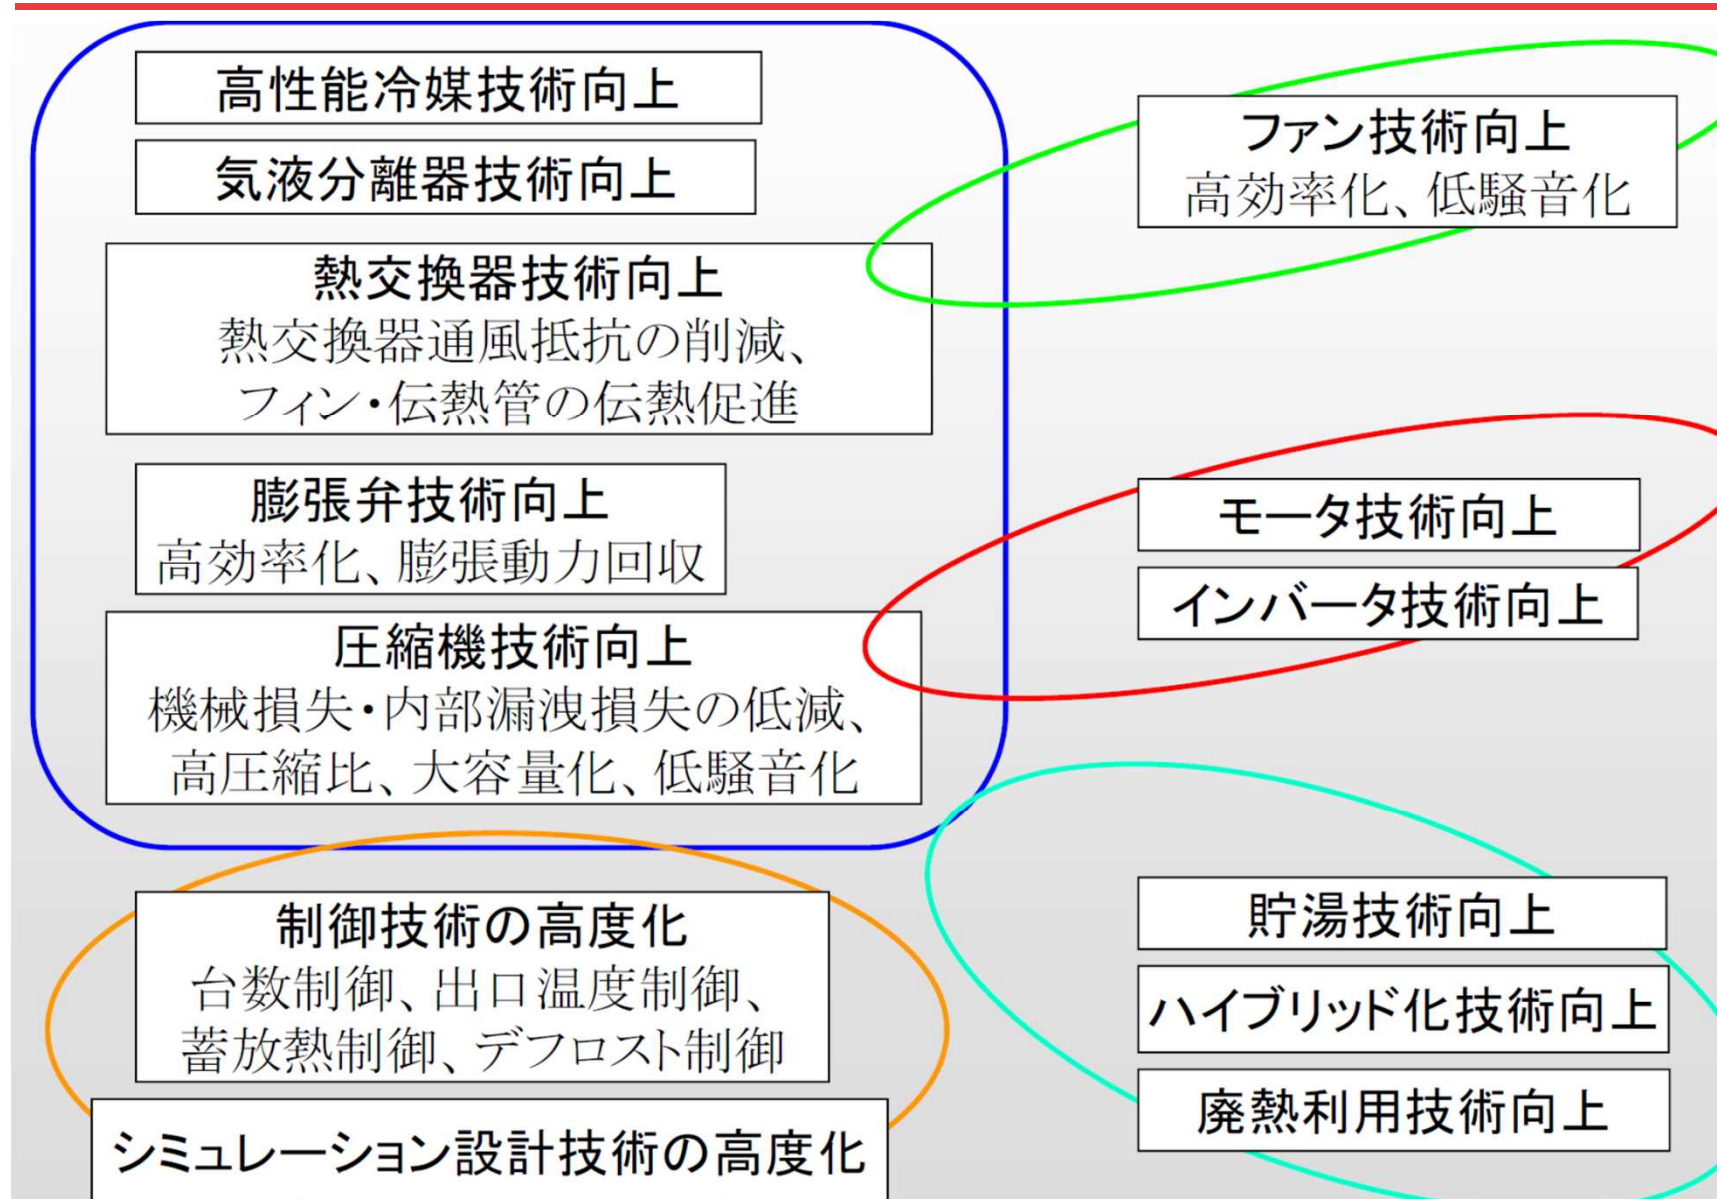 高性能冷媒技術向上
気液分離器技術向上
熱交換器技術向上
熱交換器通風抵抗の削減、
フィン・伝熱管の伝熱促進
膨張弁技術向上
高効率化、膨張動力回収
圧縮機技術向上
機械損失・内部漏洩損失の低減、
高圧縮比、大容量化、低騒音化
制御技術の高度化
台数制御、出口温度制御、
蓄放熱制御、デフロスト制御
シミュレーション設計技術の高度化
ファン技術向上
高効率化、低騒音化
モータ技術向上
インバータ技術向上
貯湯技術向上
ハイブリッド化技術向上
廃熱利用技術向上